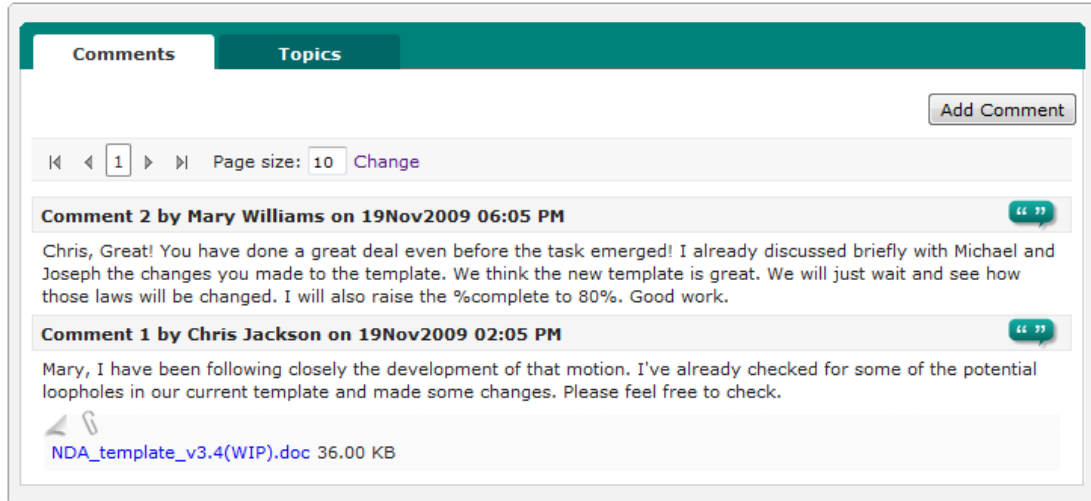 Comments Topics
Add Comment
1 Page size: 10 Change
Comment 2 by Mary Williams on 19Nov2009 06:05 PM
Chris, Great! You have done a great deal even before the task emerged! I already discussed briefly with Michael and
Joseph the changes you made to the template. We think the new template is great. We will just wait and see how
those laws will be changed. I will also raise the %complete to 80%. Good work.
Comment 1 by Chris Jackson on 19Nov2009 02:05 PM
Mary, I have been following closely the development of that motion. I've already checked for some of the potential
loopholes in our current template and made some changes. Please feel free to check.
NDA_template_v3.4(WIP).doc 36.00 KB